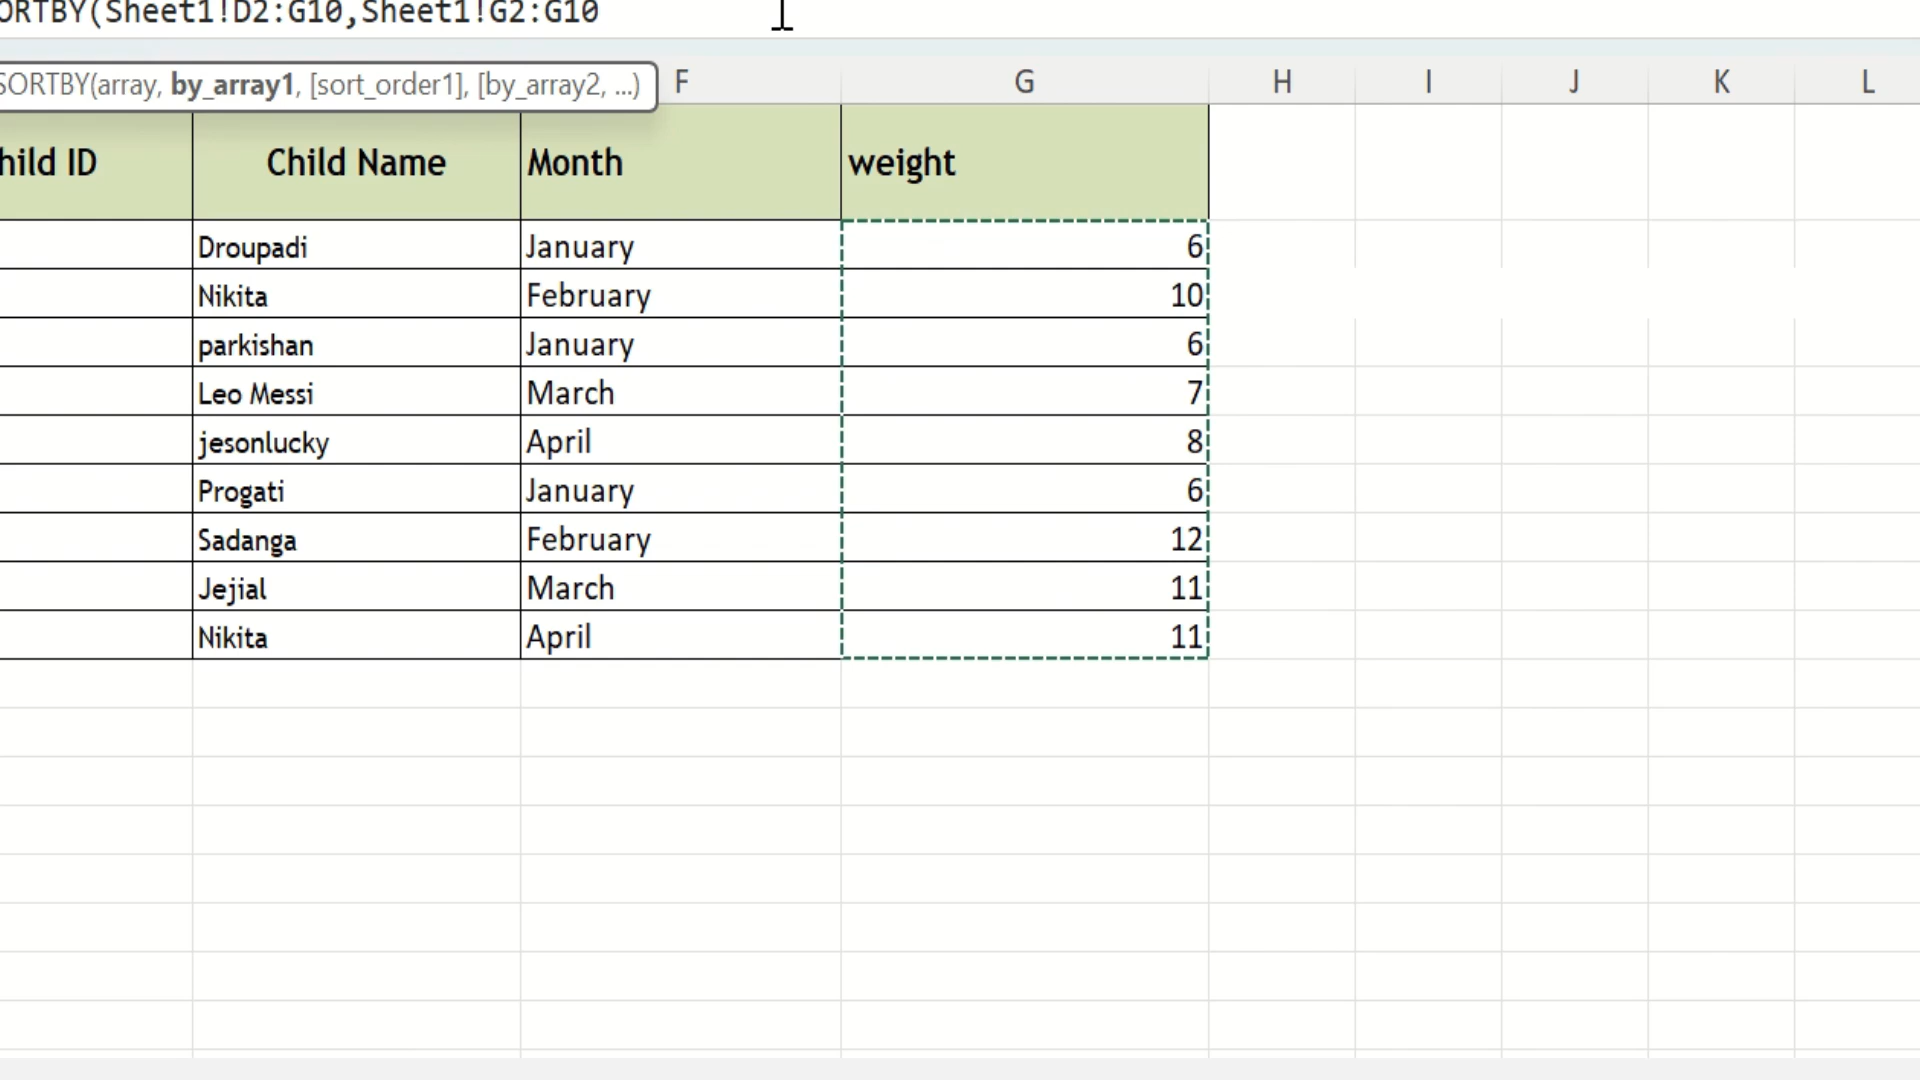 ORTBY(Sheet1!D2:G10,Sheet1!G2:G10
SORTBY(array, by_array1, [sort_order1], [by_array2, ...)
F G H I J K L
hild ID Child Name Month weight
Droupadi January 6
Nikita February 10
parkishan January 6
Leo Messi March 7
jesonlucky April 8
Progati January 6
Sadanga February 12
Jejial March 11
Nikita April 11